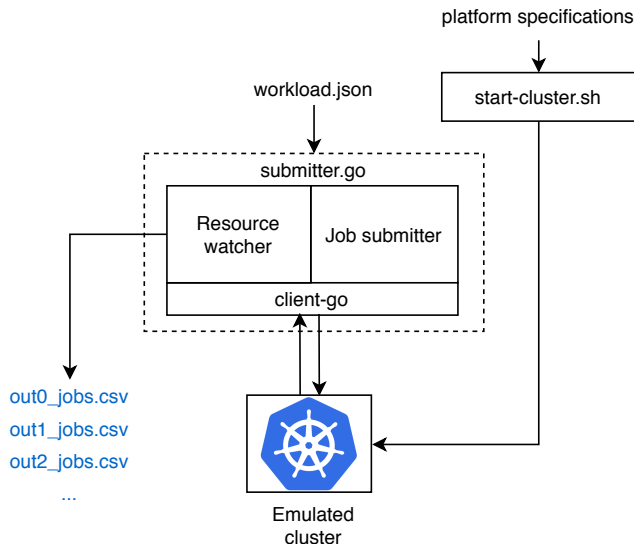 platform specifications
start-cluster.sh
workload.json
submitter.go
Resource
watcher
Job submitter
client-go
out0_jobs.csv
out1_jobs.csv
out2_jobs.csv
...
Emulated
cluster